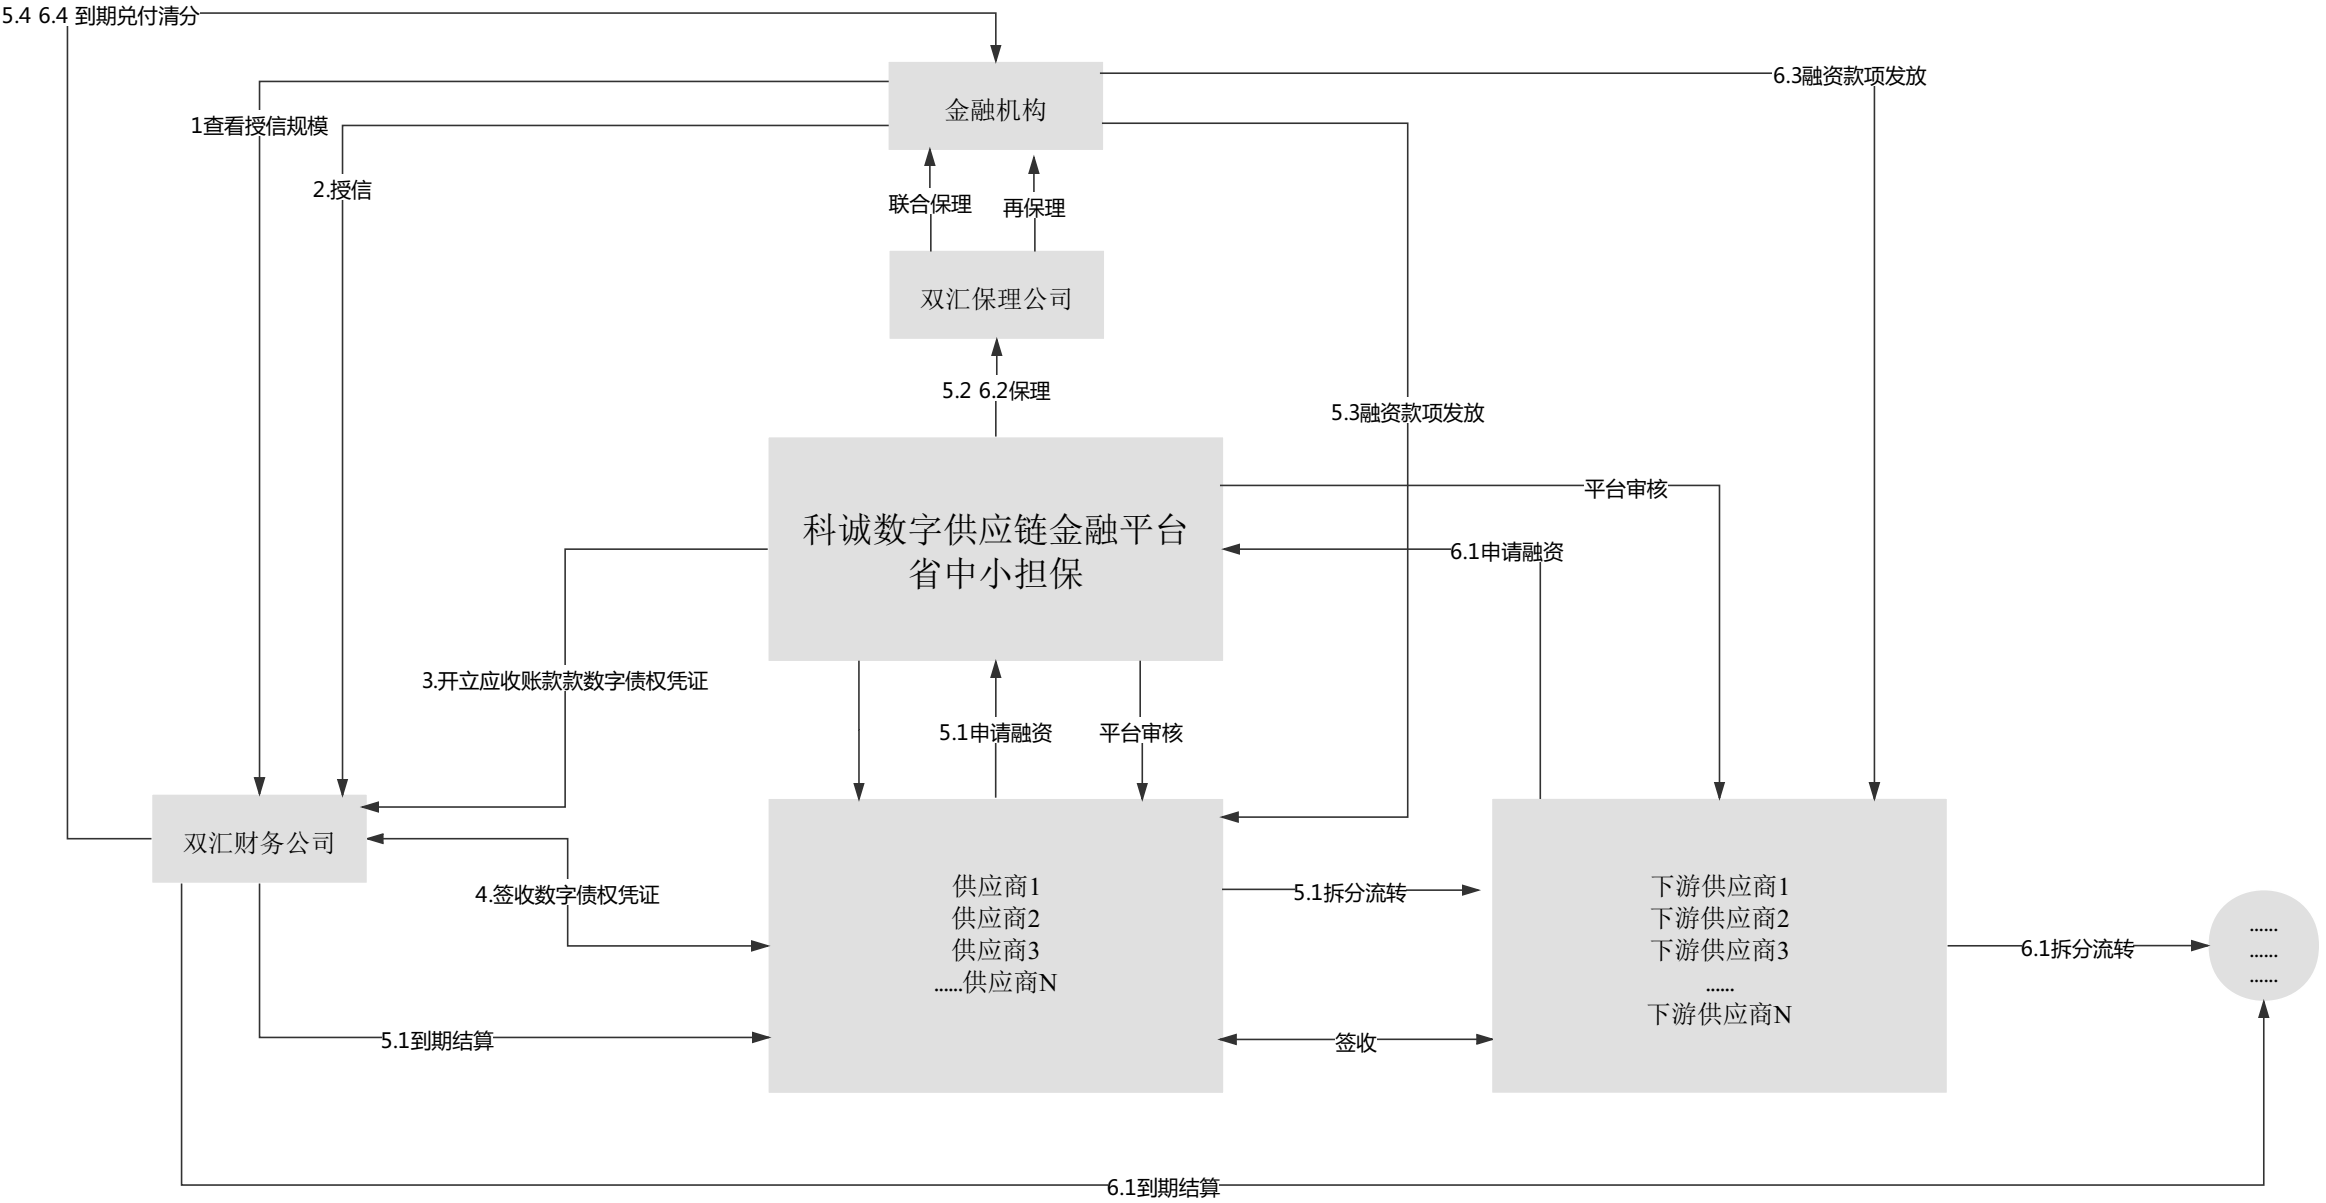 5.4 6.4 到期兑付清分
6.3融资款项发放
金融机构
1查看授信规模
2.授信
联合保理
再保理
双汇保理公司
5.2 6.2保理
5.3融资款项发放
平台审核
科诚数字供应链金融平台
省中小担保
6.1申请融资
3.开立应收账款款数字债权凭证
5.1申请融资
平台审核
双汇财务公司
4.签收数字债权凭证
供应商1
供应商2
供应商3
......供应商N
5.1拆分流转
下游供应商1
下游供应商2
下游供应商3
......
下游供应商N
6.1拆分流转
......
......
......
5.1到期结算
签收
6.1到期结算